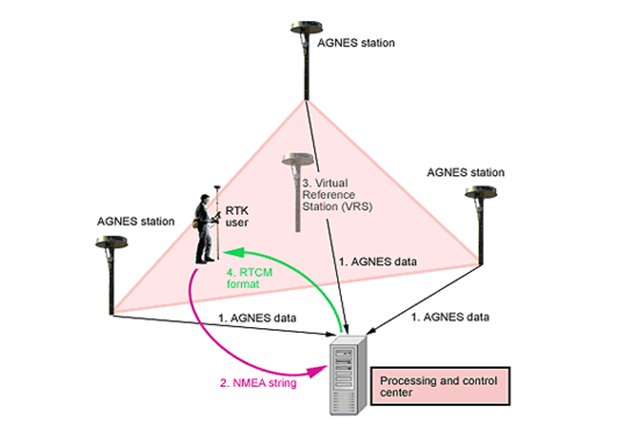 AGNES station
AGNES station
3. Virtual
Reference
Station (VRS)
RTK
user
AGNES station
1. AGNES data
4. RTCM
format
1. AGNES data
1. AGNES data
2. NMEA string
Processing and control
center